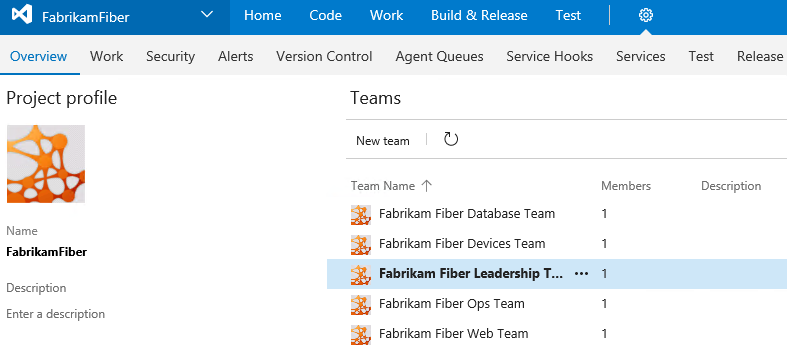 FabrikamFiber Home Code Work Build & Release Test
Overview Work Security Alerts Version Control Agent Queues Service Hooks Services Test Release
Project profile
Name
FabrikamFiber
Description
Enter a description
Teams
New team
Team Name Members Description
Fabrikam Fiber Database Team 1
Fabrikam Fiber Devices Team 1
Fabrikam Fiber Leadership T... ... 1
Fabrikam Fiber Ops Team 1
Fabrikam Fiber Web Team 1